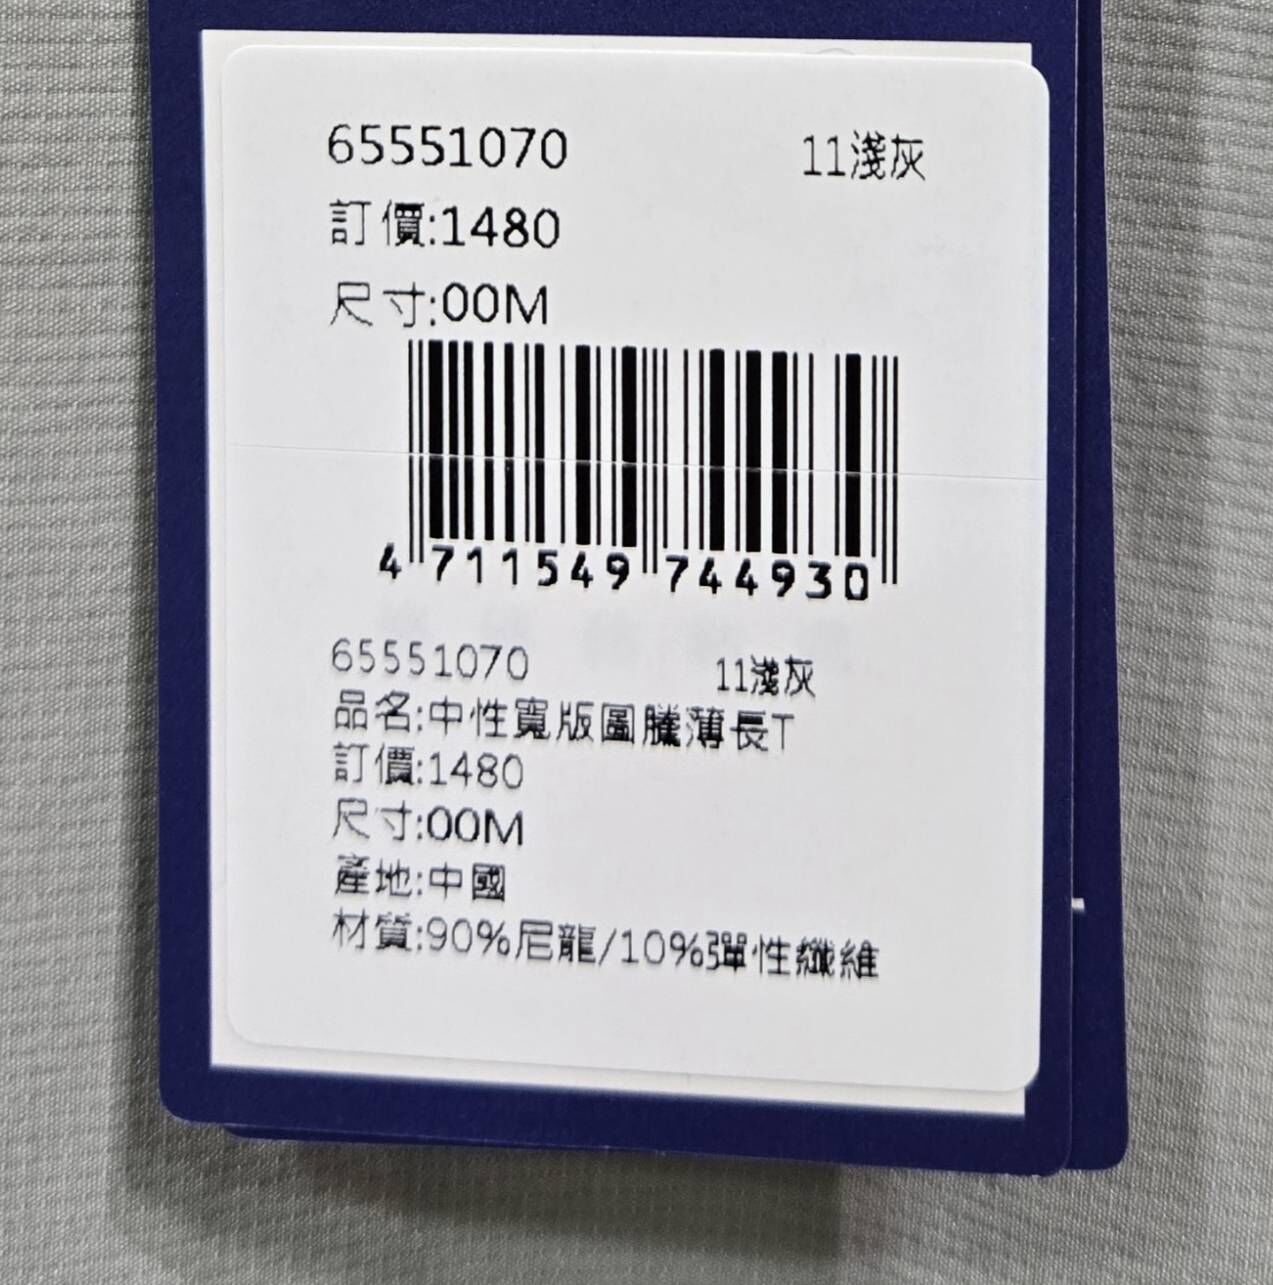 65551070 11淺灰
訂價:1480
尺寸:00M
4 711549 744930
65551070 11淺灰
品名:中性寬版圖騰薄長T
訂價:1480
尺寸:00M
產地:中國
材質:90%尼龍/10%彈性纖維